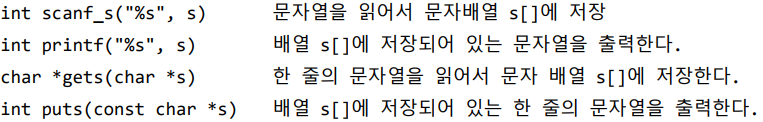 int scanf_s("%s", s) 문자열을 읽어서 문자배열 s[]에 저장
int printf("%s", s) 배열 s[]에 저장되어 있는 문자열을 출력한다.
char *gets(char *s) 한 줄의 문자열을 읽어서 문자 배열 s[]에 저장한다.
int puts(const char *s) 배열 s[]에 저장되어 있는 한 줄의 문자열을 출력한다.